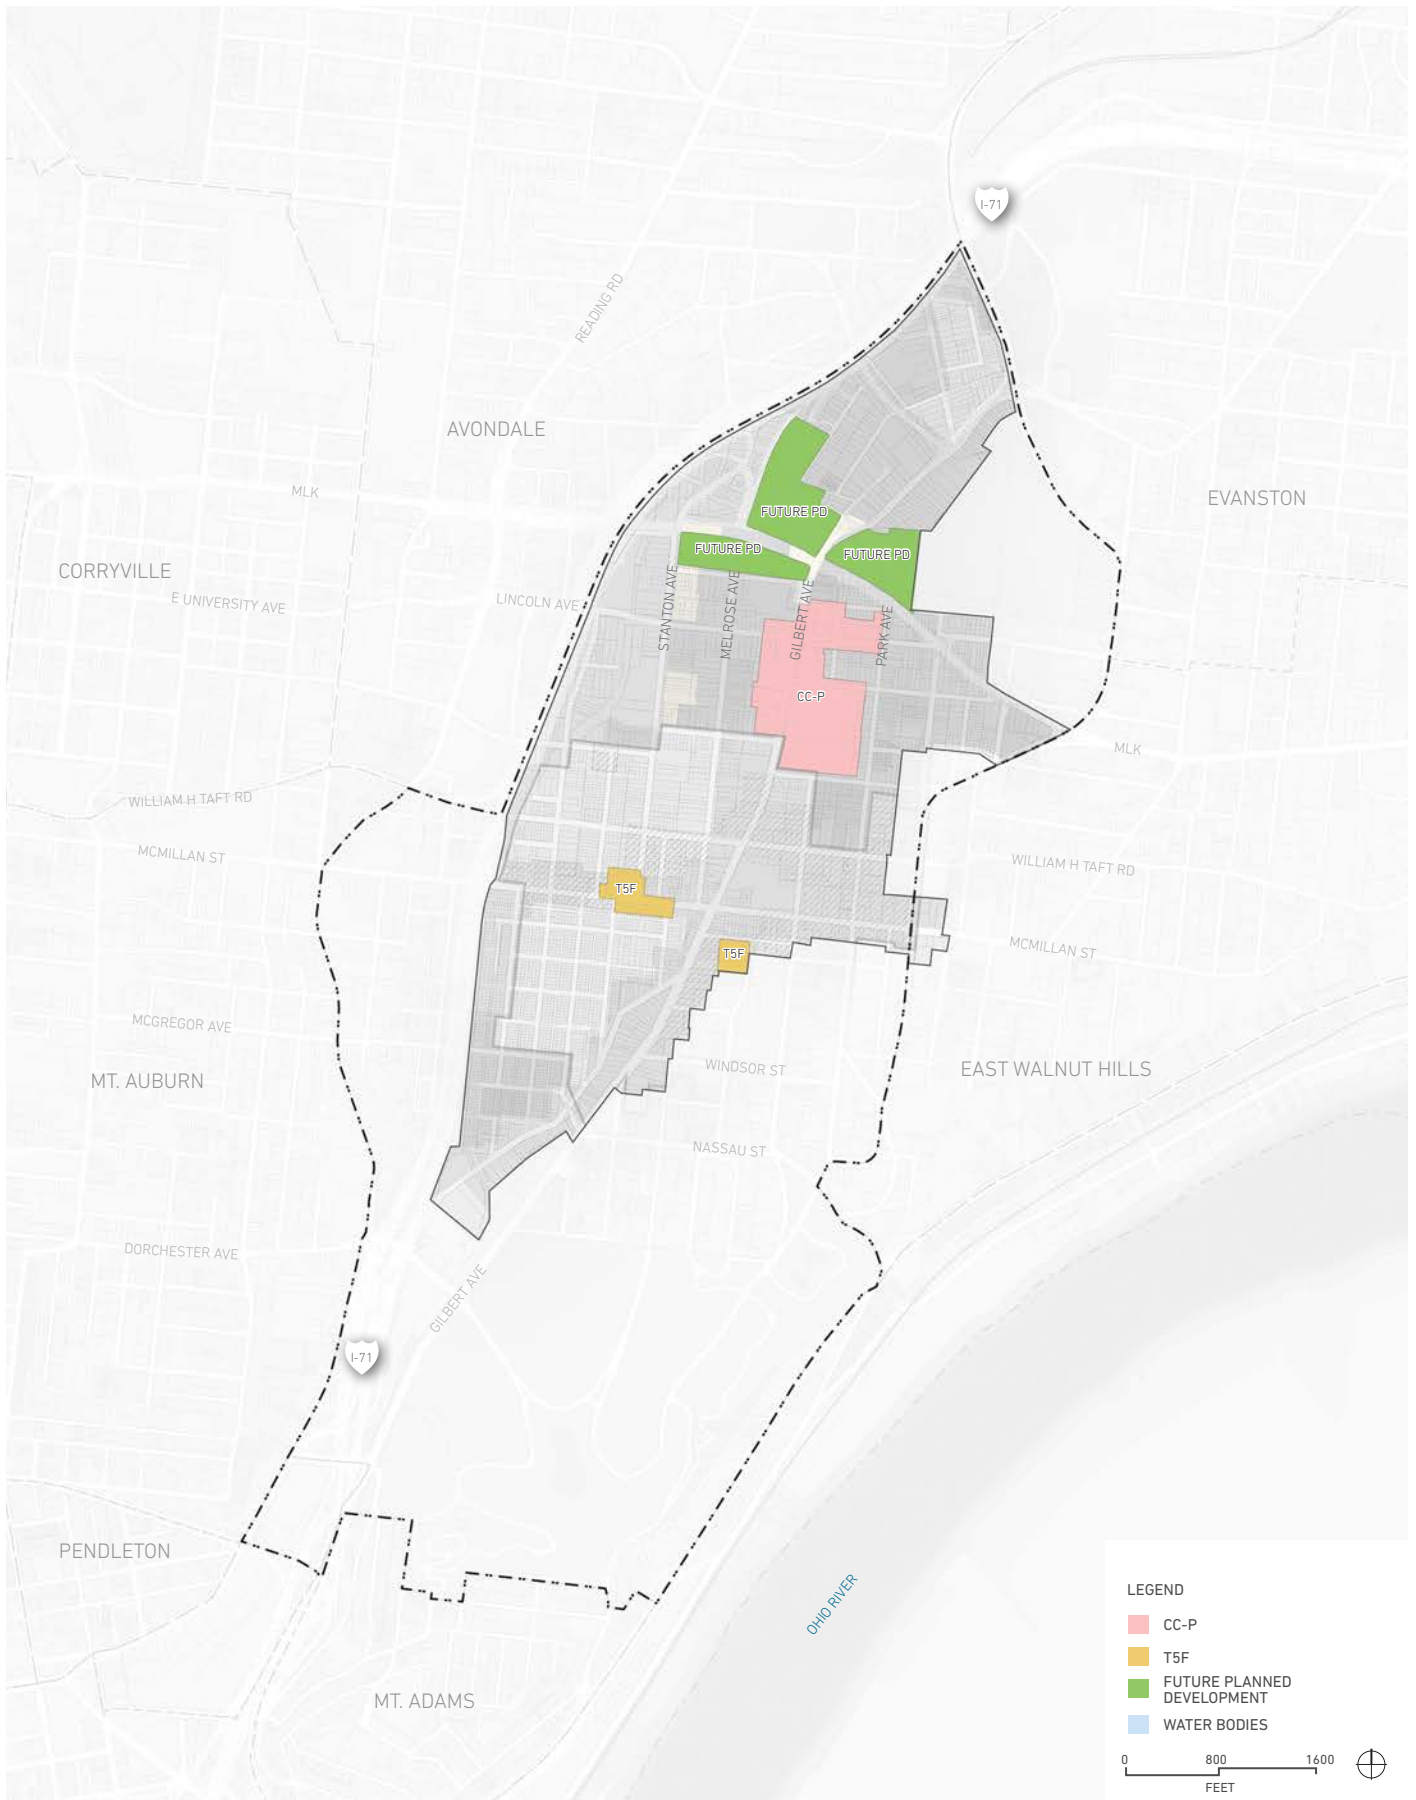 I-71
READING RD
AVONDALE
MLK
EVANSTON
FUTURE PD
FUTURE PD
FUTURE PD
CORRYVILLE
E UNIVERSITY AVE
LINCOLN AVE
STANTON AVE
MELROSE AVE
GILBERT AVE
PARK AVE
CC-P
MLK
WILLIAM H TAFT RD
MCMILLAN ST
WILLIAM H TAFT RD
T5F
MCMILLAN ST
T5F
MCGREGOR AVE
WINDSOR ST
EAST WALNUT HILLS
MT. AUBURN
NASSAU ST
DORCHESTER AVE
GILBERT AVE
I-71
PENDLETON
OHIO RIVER
MT. ADAMS
LEGEND
CC-P
T5F
FUTURE PLANNED
DEVELOPMENT
WATER BODIES
0 800 1600
FEET